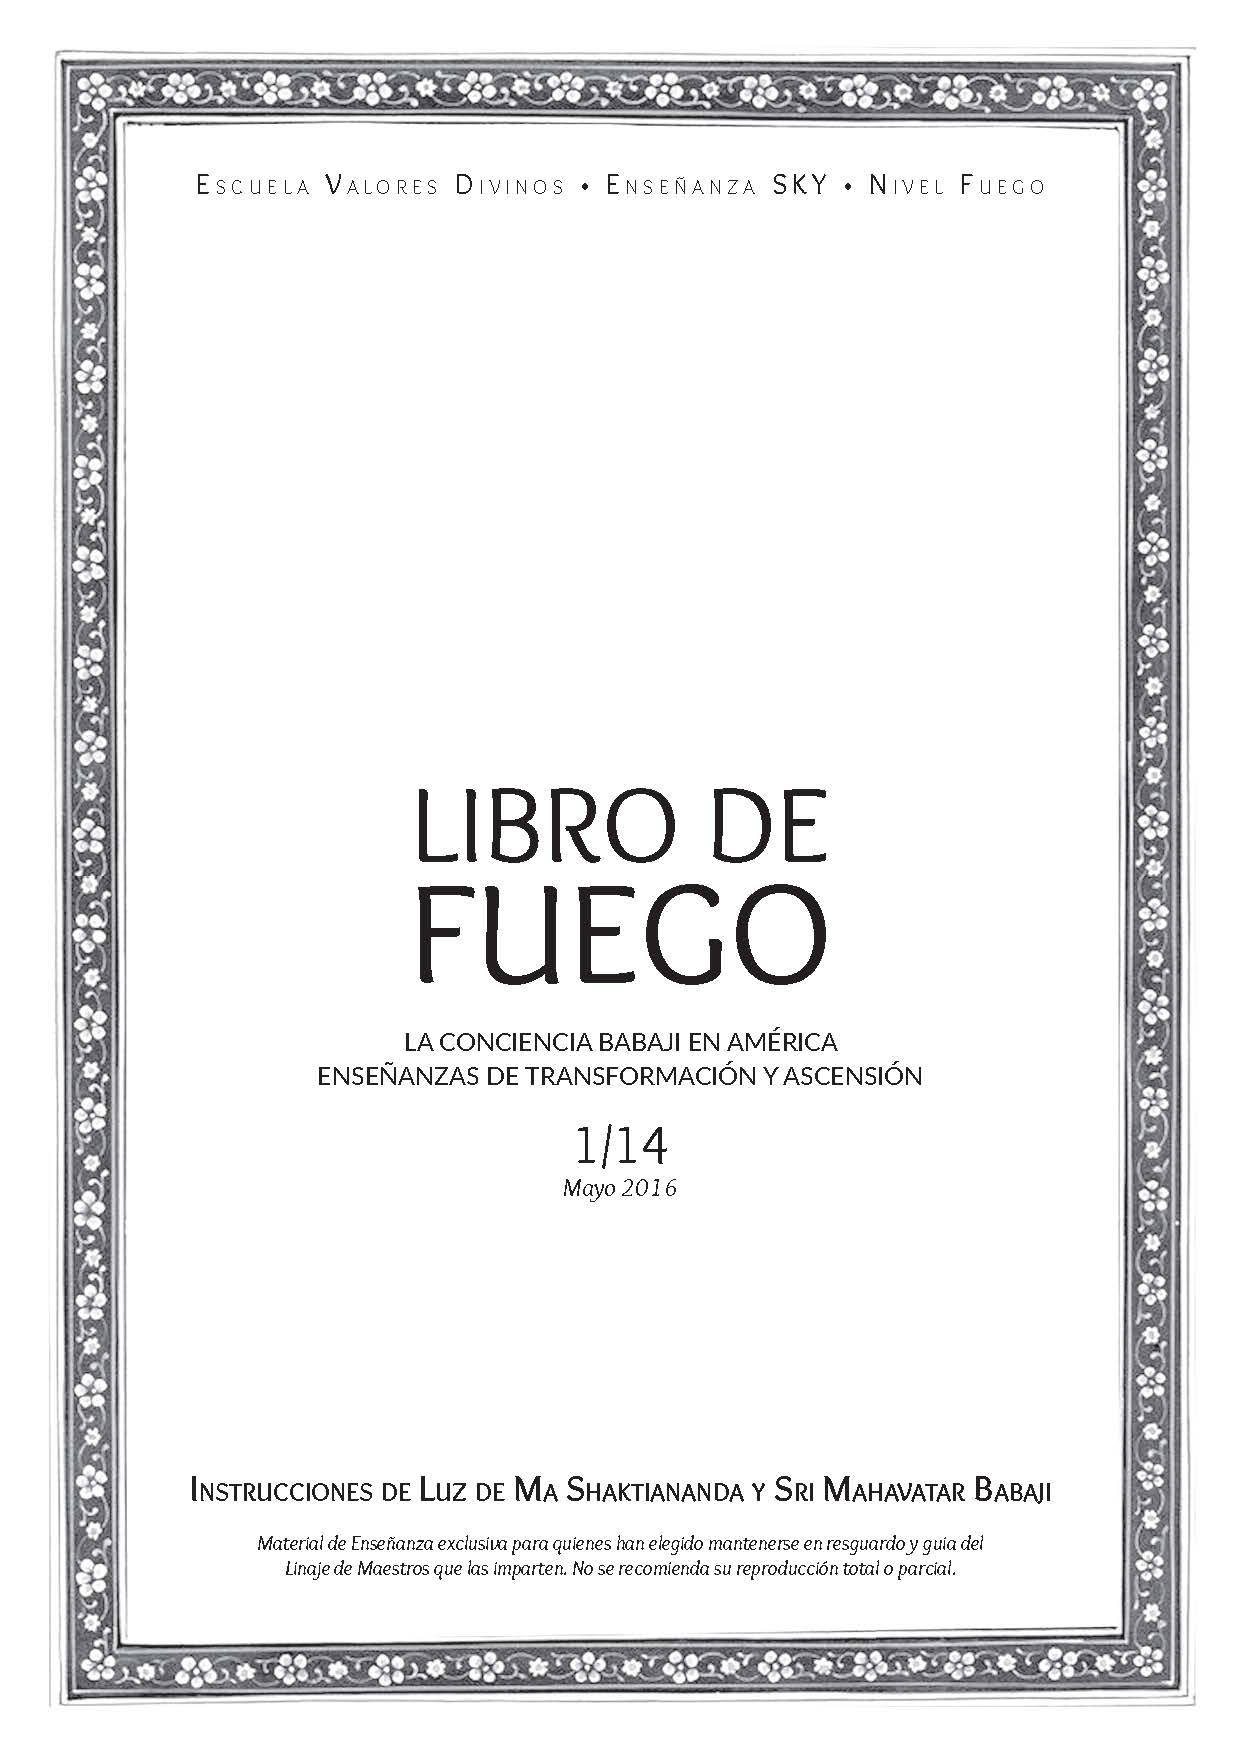 Escuela Valores Divinos • Enseñanza SKY • Nivel Fuego
LIBRO DE
FUEGO
LA CONCIENCIA BABAJI EN AMÉRICA
ENSEÑANZAS DE TRANSFORMACIÓN Y ASCENSIÓN
1/14
Mayo 2016
Instrucciones de Luz de Ma Shaktiananda y Sri Mahavatar Babaji
Material de Enseñanza exclusiva para quienes han elegido mantenerse en resguardo y guia del
Linaje de Maestros que las imparten. No se recomienda su reproducción total o parcial.